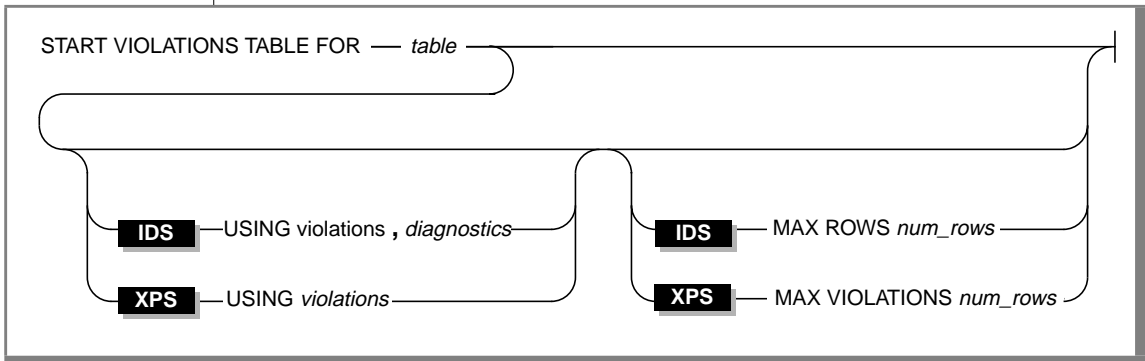 START VIOLATIONS TABLE FOR table
IDS USING violations , diagnostics IDS MAX ROWS num_rows
XPS USING violations XPS MAX VIOLATIONS num_rows